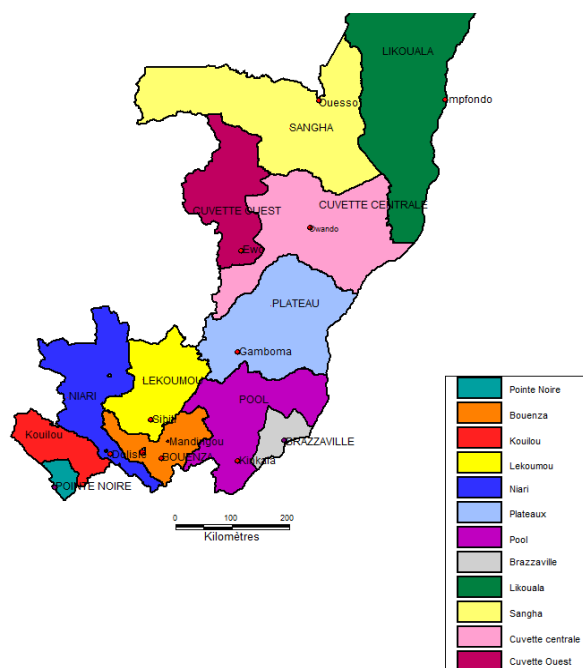 LIKOUALA
Ouesso
Impfondo
SANGHA
CUVETTE OUEST
CUVETTE CENTRALE
Owando
Ewo
PLATEAU
Gamboma
NIARI
LEKOUMOU
POOL
Sibiti
Kouilou
Mandingou
BRAZZAVILLE
Dolisie
BOUENZA
Kinkala
POINTE NOIRE
0 100 200
Kilomètres
Pointe Noire
Bouenza
Kouilou
Lekoumou
Niari
Plateaux
Pool
Brazzaville
Likouala
Sangha
Cuvette centrale
Cuvette Ouest